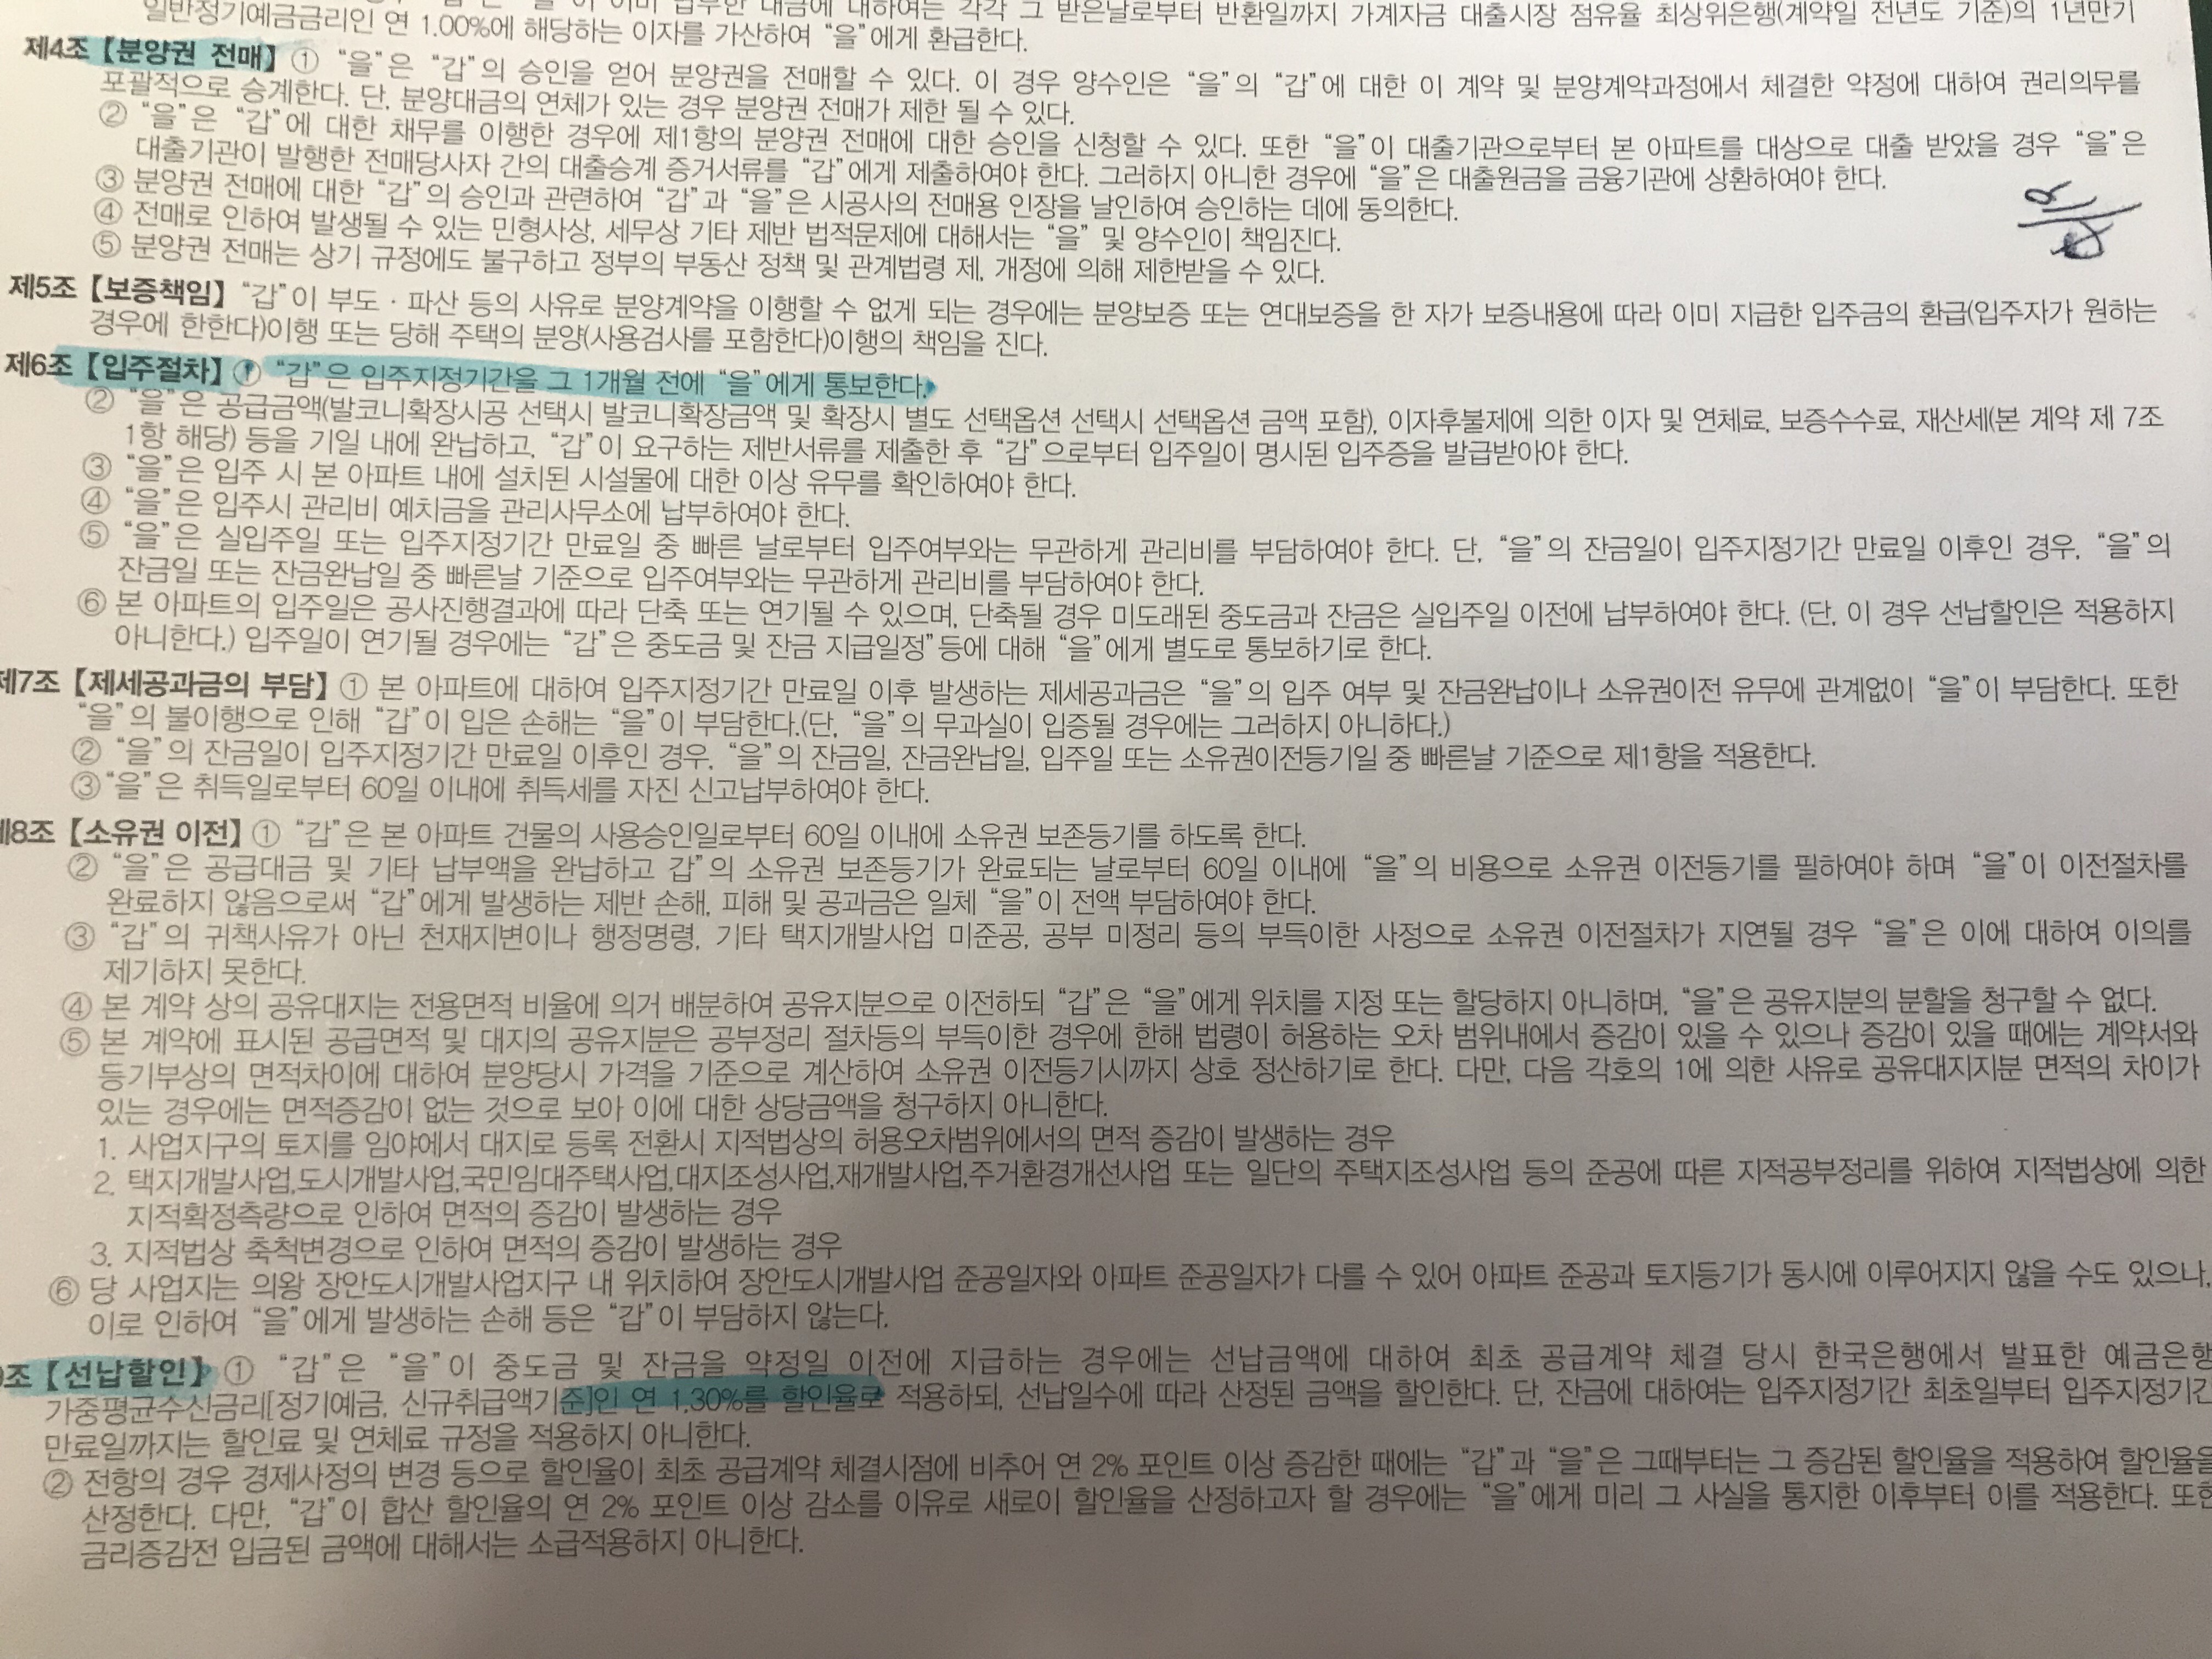 이 이미 납부한 대금에 대하여는 각각 그 받은날로부터 반환일까지 가계자금 대출시장 점유율 최상위은행(계약일 전년도 기준)의 1년만기
일반정기예금금리인 연 1.00%에 해당하는 이자를 가산하여 “을”에게 환급한다.
제4조【분양권 전매】① “을”은 “갑”의 승인을 얻어 분양권을 전매할 수 있다. 이 경우 양수인은 “을”의 “갑”에 대한 이 계약 및 분양계약과정에서 체결한 약정에 대하여 권리의무를
포괄적으로 승계한다. 단, 분양대금의 연체가 있는 경우 분양권 전매가 제한 될 수 있다.
② “을”은 “갑”에 대한 채무를 이행한 경우에 제1항의 분양권 전매에 대한 승인을 신청할 수 있다. 또한 “을”이 대출기관으로부터 본 아파트를 대상으로 대출 받았을 경우 “을”은
대출기관이 발행한 전매당사자 간의 대출승계 증거서류를 “갑”에게 제출하여야 한다. 그러하지 아니한 경우에 “을”은 대출원금을 금융기관에 상환하여야 한다.
③ 분양권 전매에 대한 “갑”의 승인과 관련하여 “갑”과 “을”은 시공사의 전매용 인장을 날인하여 승인하는 데에 동의한다.
④ 전매로 인하여 발생될 수 있는 민형사상, 세무상 기타 제반 법적문제에 대해서는 “을” 및 양수인이 책임진다.
⑤ 분양권 전매는 상기 규정에도 불구하고 정부의 부동산 정책 및 관계법령 제, 개정에 의해 제한받을 수 있다.
제5조【보증책임】“갑”이 부도 · 파산 등의 사유로 분양계약을 이행할 수 없게 되는 경우에는 분양보증 또는 연대보증을 한 자가 보증내용에 따라 이미 지급한 입주금의 환급(입주자가 원하는
경우에 한한다)이행 또는 당해 주택의 분양(사용검사를 포함한다)이행의 책임을 진다.
제6조【입주절차】① “갑”은 입주지정기간을 그 1개월 전에 “을”에게 통보한다.
② “을”은 공급금액(발코니확장시공 선택시 발코니확장금액 및 확장시 별도 선택옵션 선택시 선택옵션 금액 포함), 이자후불제에 의한 이자 및 연체료, 보증수수료, 재산세(본 계약 제 7조
1항 해당) 등을 기일 내에 완납하고, “갑”이 요구하는 제반서류를 제출한 후 “갑”으로부터 입주일이 명시된 입주증을 발급받아야 한다.
③ “을”은 입주 시 본 아파트 내에 설치된 시설물에 대한 이상 유무를 확인하여야 한다.
④ “을”은 입주시 관리비 예치금을 관리사무소에 납부하여야 한다.
⑤ “을”은 실입주일 또는 입주지정기간 만료일 중 빠른 날로부터 입주여부와는 무관하게 관리비를 부담하여야 한다. 단, “을”의 잔금일이 입주지정기간 만료일 이후인 경우, “을”의
잔금일 또는 잔금완납일 중 빠른날 기준으로 입주여부와는 무관하게 관리비를 부담하여야 한다.
⑥ 본 아파트의 입주일은 공사진행결과에 따라 단축 또는 연기될 수 있으며, 단축될 경우 미도래된 중도금과 잔금은 실입주일 이전에 납부하여야 한다. (단, 이 경우 선납할인은 적용하지
아니한다.) 입주일이 연기될 경우에는 “갑”은 중도금 및 잔금 지급일정”등에 대해 “을”에게 별도로 통보하기로 한다.
제7조【제세공과금의 부담】① 본 아파트에 대하여 입주지정기간 만료일 이후 발생하는 제세공과금은 “을”의 입주 여부 및 잔금완납이나 소유권이전 유무에 관계없이 “을”이 부담한다. 또한
“을”의 불이행으로 인해 “갑”이 입은 손해는 “을”이 부담한다.(단, “을”의 무과실이 입증될 경우에는 그러하지 아니하다.)
② “을”의 잔금일이 입주지정기간 만료일 이후인 경우, “을”의 잔금일, 잔금완납일, 입주일 또는 소유권이전등기일 중 빠른날 기준으로 제1항을 적용한다.
③“을”은 취득일로부터 60일 이내에 취득세를 자진 신고납부하여야 한다.
제8조【소유권 이전】① “갑”은 본 아파트 건물의 사용승인일로부터 60일 이내에 소유권 보존등기를 하도록 한다.
② “을”은 공급대금 및 기타 납부액을 완납하고 갑”의 소유권 보존등기가 완료되는 날로부터 60일 이내에 “을”의 비용으로 소유권 이전등기를 필하여야 하며 “을”이 이전절차를
완료하지 않음으로써 “갑”에게 발생하는 제반 손해, 피해 및 공과금은 일체 “을”이 전액 부담하여야 한다.
③ “갑”의 귀책사유가 아닌 천재지변이나 행정명령, 기타 택지개발사업 미준공, 공부 미정리 등의 부득이한 사정으로 소유권 이전절차가 지연될 경우 “을”은 이에 대하여 이의를
제기하지 못한다.
④ 본 계약 상의 공유대지는 전용면적 비율에 의거 배분하여 공유지분으로 이전하되 “갑”은 “을”에게 위치를 지정 또는 할당하지 아니하며, “을”은 공유지분의 분할을 청구할 수 없다.
⑤ 본 계약에 표시된 공급면적 및 대지의 공유지분은 공부정리 절차등의 부득이한 경우에 한해 법령이 허용하는 오차 범위내에서 증감이 있을 수 있으나 증감이 있을 때에는 계약서와
등기부상의 면적차이에 대하여 분양당시 가격을 기준으로 계산하여 소유권 이전등기시까지 상호 정산하기로 한다. 다만, 다음 각호의 1에 의한 사유로 공유대지지분 면적의 차이가
있는 경우에는 면적증감이 없는 것으로 보아 이에 대한 상당금액을 청구하지 아니한다.
1. 사업지구의 토지를 임야에서 대지로 등록 전환시 지적법상의 허용오차범위에서의 면적 증감이 발생하는 경우
2. 택지개발사업,도시개발사업,국민임대주택사업,대지조성사업,재개발사업,주거환경개선사업 또는 일단의 주택지조성사업 등의 준공에 따른 지적공부정리를 위하여 지적법상에 의한
지적확정측량으로 인하여 면적의 증감이 발생하는 경우
3. 지적법상 축척변경으로 인하여 면적의 증감이 발생하는 경우
⑥ 당 사업지는 의왕 장안도시개발사업지구 내 위치하여 장안도시개발사업 준공일자와 아파트 준공일자가 다를 수 있어 아파트 준공과 토지등기가 동시에 이루어지지 않을 수도 있으나,
이로 인하여 “을”에게 발생하는 손해 등은 “갑”이 부담하지 않는다.
조【선납할인】① “갑”은 “을”이 중도금 및 잔금을 약정일 이전에 지급하는 경우에는 선납금액에 대하여 최초 공급계약 체결 당시 한국은행에서 발표한 예금은행
가중평균수신금리[정기예금, 신규취급액기준]인 연 1.30%를 할인율로 적용하되, 선납일수에 따라 산정된 금액을 할인한다. 단, 잔금에 대하여는 입주지정기간 최초일부터 입주지정기간
만료일까지는 할인료 및 연체료 규정을 적용하지 아니한다.
② 전항의 경우 경제사정의 변경 등으로 할인율이 최초 공급계약 체결시점에 비추어 연 2% 포인트 이상 증감한 때에는 “갑”과 “을”은 그때부터는 그 증감된 할인율을 적용하여 할인율을
산정한다. 다만, “갑”이 합산 할인율의 연 2% 포인트 이상 감소를 이유로 새로이 할인율을 산정하고자 할 경우에는 “을”에게 미리 그 사실을 통지한 이후부터 이를 적용한다. 또한
금리증감전 입금된 금액에 대해서는 소급적용하지 아니한다.